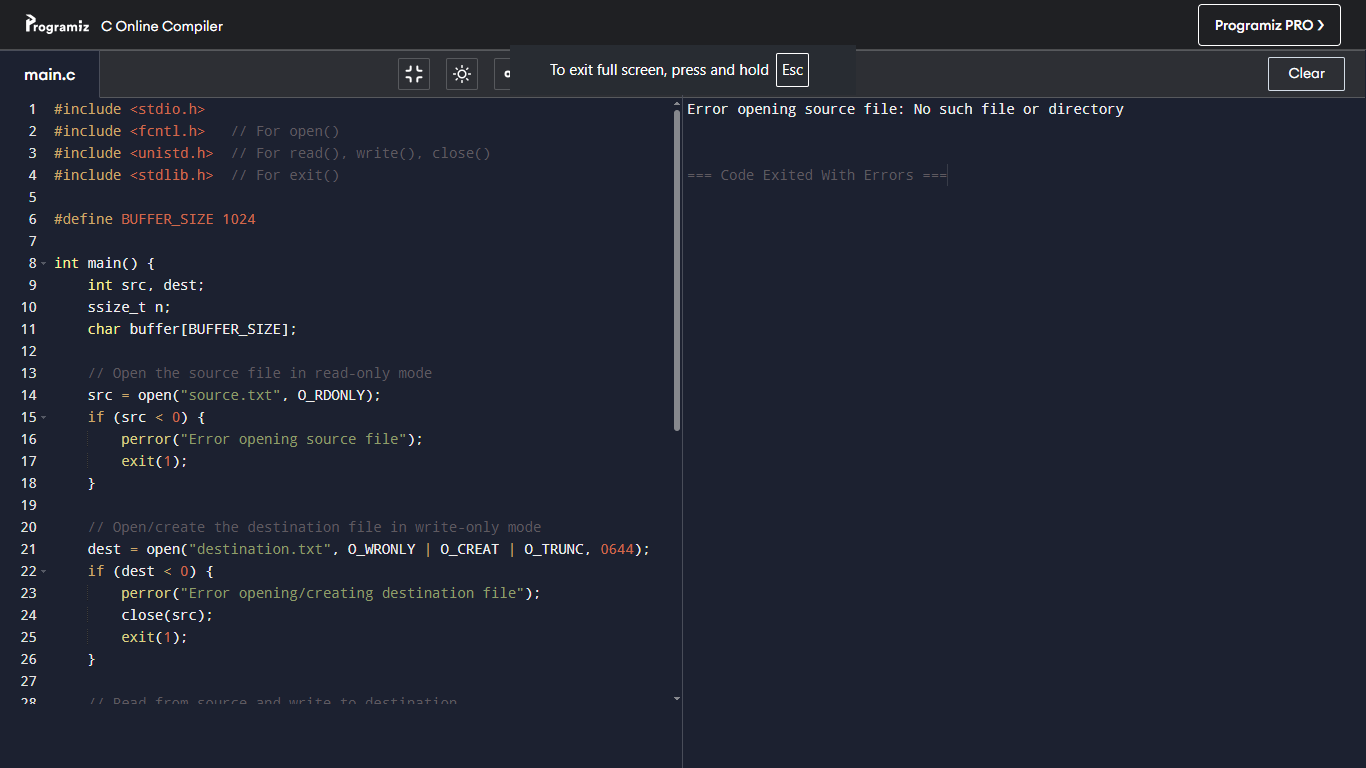 Programiz C Online Compiler
Programiz PRO ❯
main.c
To exit full screen, press and hold Esc
Clear
1 #include <stdio.h>
2 #include <fcntl.h>   // For open()
3 #include <unistd.h>  // For read(), write(), close()
4 #include <stdlib.h>  // For exit()
5
6 #define BUFFER_SIZE 1024
7
8 int main() {
9     int src, dest;
10     ssize_t n;
11     char buffer[BUFFER_SIZE];
12
13     // Open the source file in read-only mode
14     src = open("source.txt", O_RDONLY);
15     if (src < 0) {
16         perror("Error opening source file");
17         exit(1);
18     }
19
20     // Open/create the destination file in write-only mode
21     dest = open("destination.txt", O_WRONLY | O_CREAT | O_TRUNC, 0644);
22     if (dest < 0) {
23         perror("Error opening/creating destination file");
24         close(src);
25         exit(1);
26     }
27
28     // Read from source and write to destination
Error opening source file: No such file or directory
=== Code Exited With Errors ===